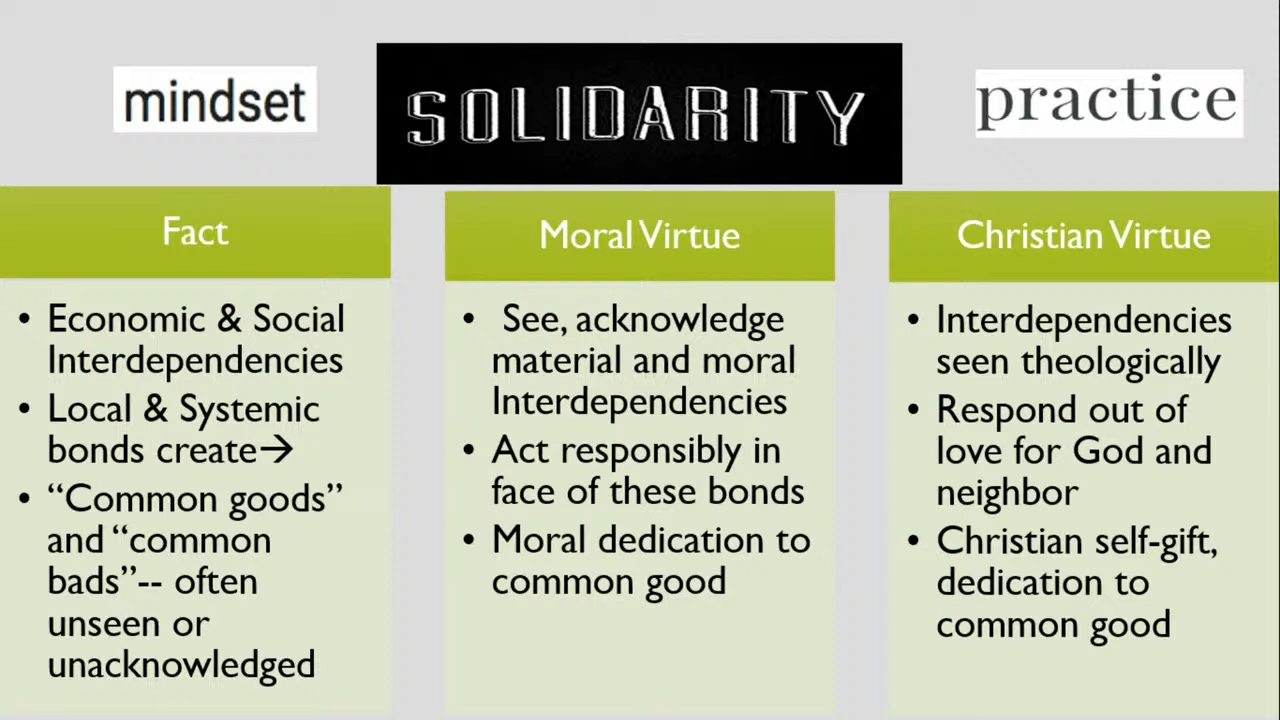 mindset
SOLIDARITY
practice
Fact
• Economic & Social
Interdependencies
• Local & Systemic
bonds create→
• “Common goods”
and “common
bads”-- often
unseen or
unacknowledged
Moral Virtue
• See, acknowledge
material and moral
Interdependencies
• Act responsibly in
face of these bonds
• Moral dedication to
common good
Christian Virtue
• Interdependencies
seen theologically
• Respond out of
love for God and
neighbor
• Christian self-gift,
dedication to
common good